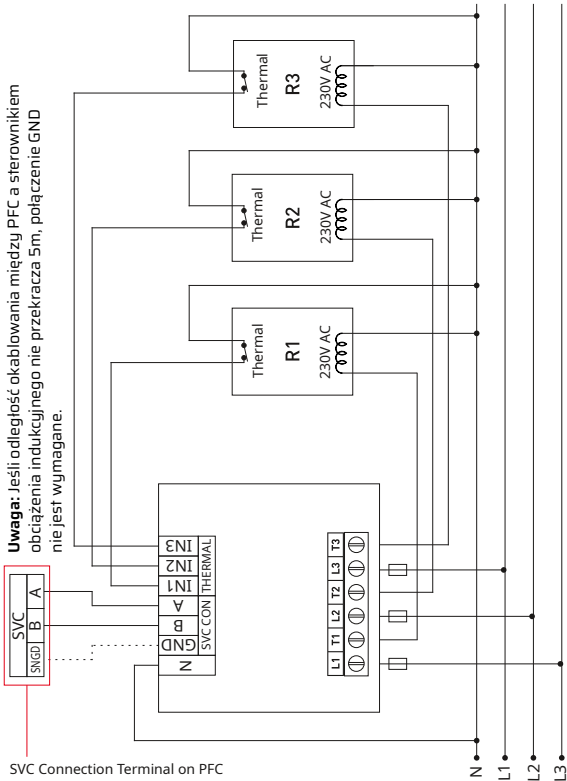 Uwaga: Jeśli odległość okablowania między PFC a sterownikiem
obciążenia indukcyjnego nie przekracza 5m, połączenie GND
nie jest wymagane.
SVC
SNGD B A
SVC Connection Terminal on PFC
N GND B A IN1 IN2 IN3
SVC CON THERMAL
L1 T1 L2 T2 L3 T3
Thermal
R1
230V AC
Thermal
R2
230V AC
Thermal
R3
230V AC
N
L1
L2
L3